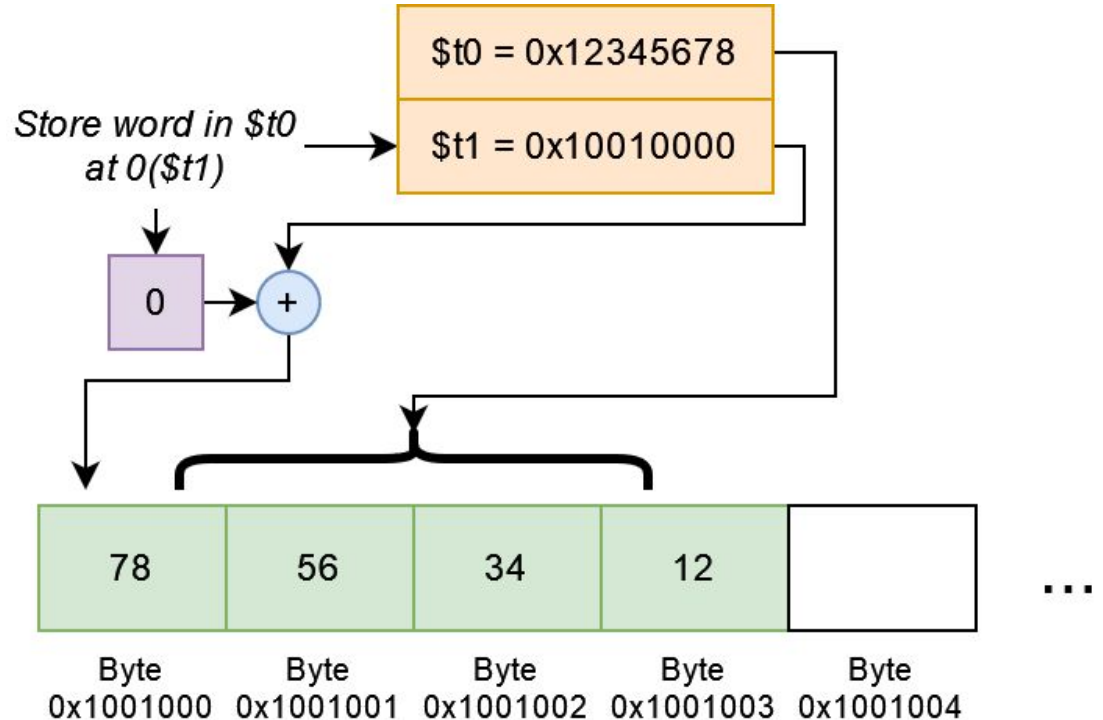 $t0 = 0x12345678
Store word in $t0
at 0($t1)
$t1 = 0x10010000
0
+
78
56
34
12
...
Byte
0x1001000
Byte
0x1001001
Byte
0x1001002
Byte
0x1001003
Byte
0x1001004